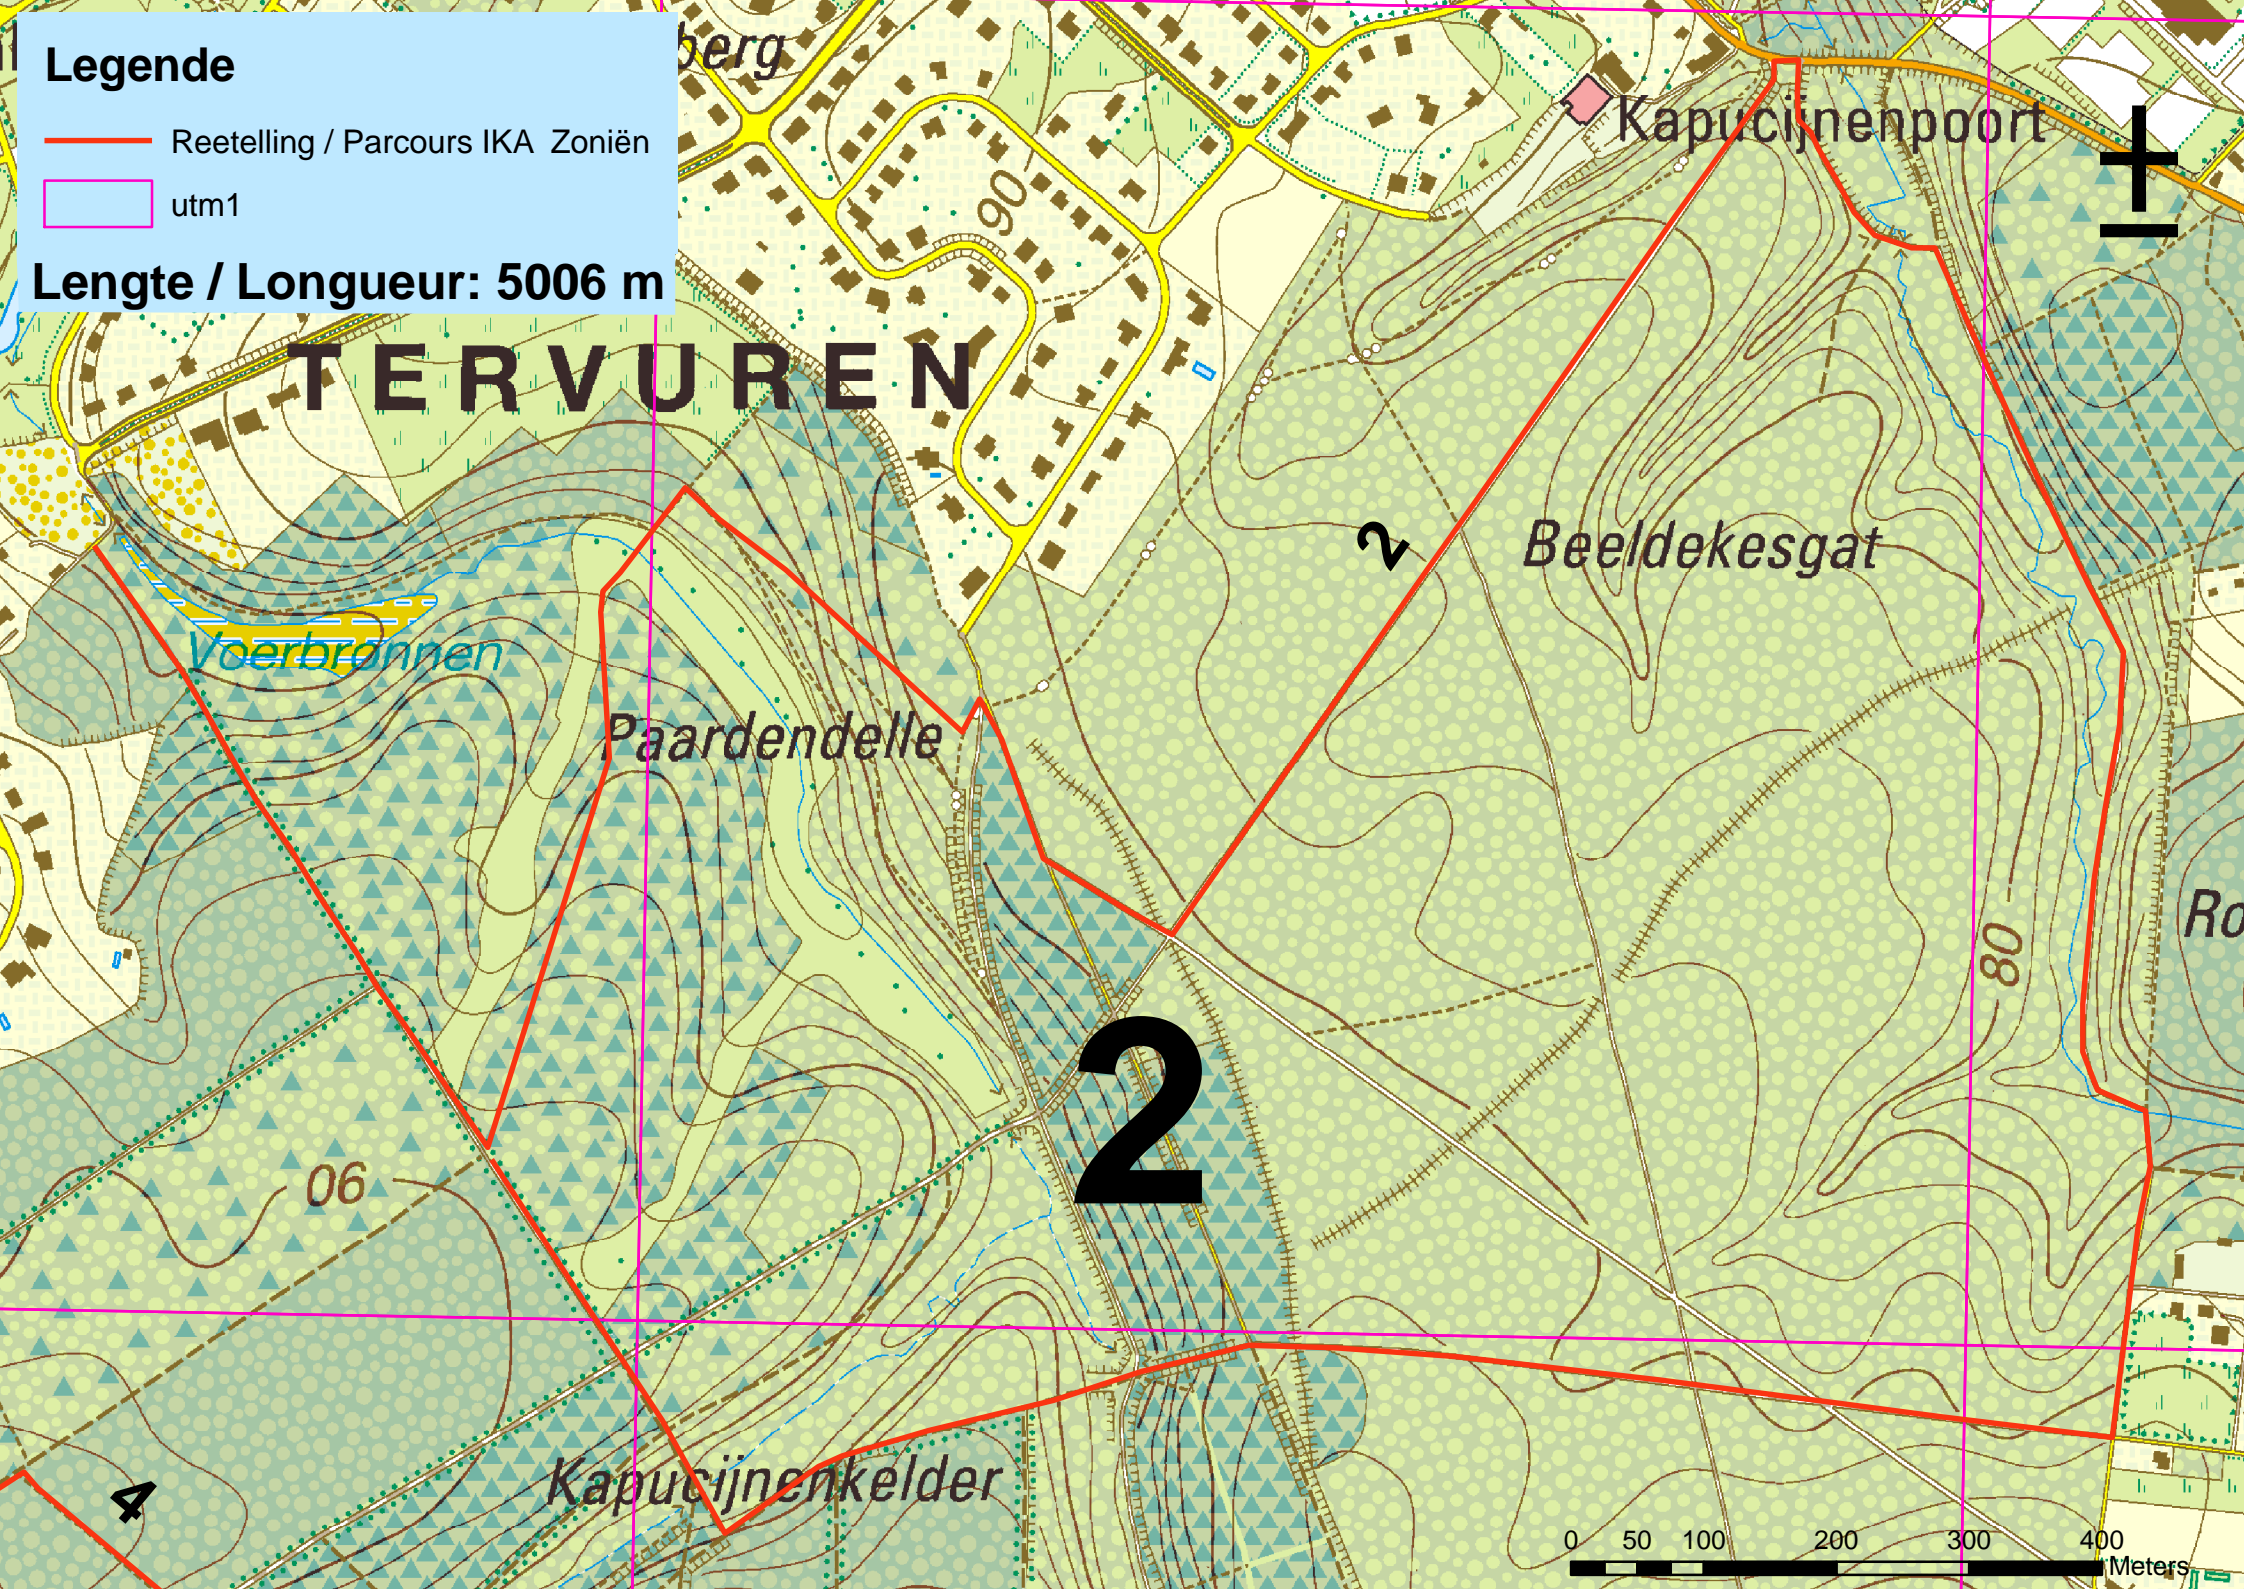 Legende
Reetelling / Parcours IKA Zoniën
utm1
Lengte / Longueur: 5006 m
berg
Kapucijnenpoort
90
TERVUREN
2
Beeldekesgat
Voerbronnen
Paardendelle
Ro
80
2
90
Kapucijnenkelder
4
0 50 100 200 300 400
Meters